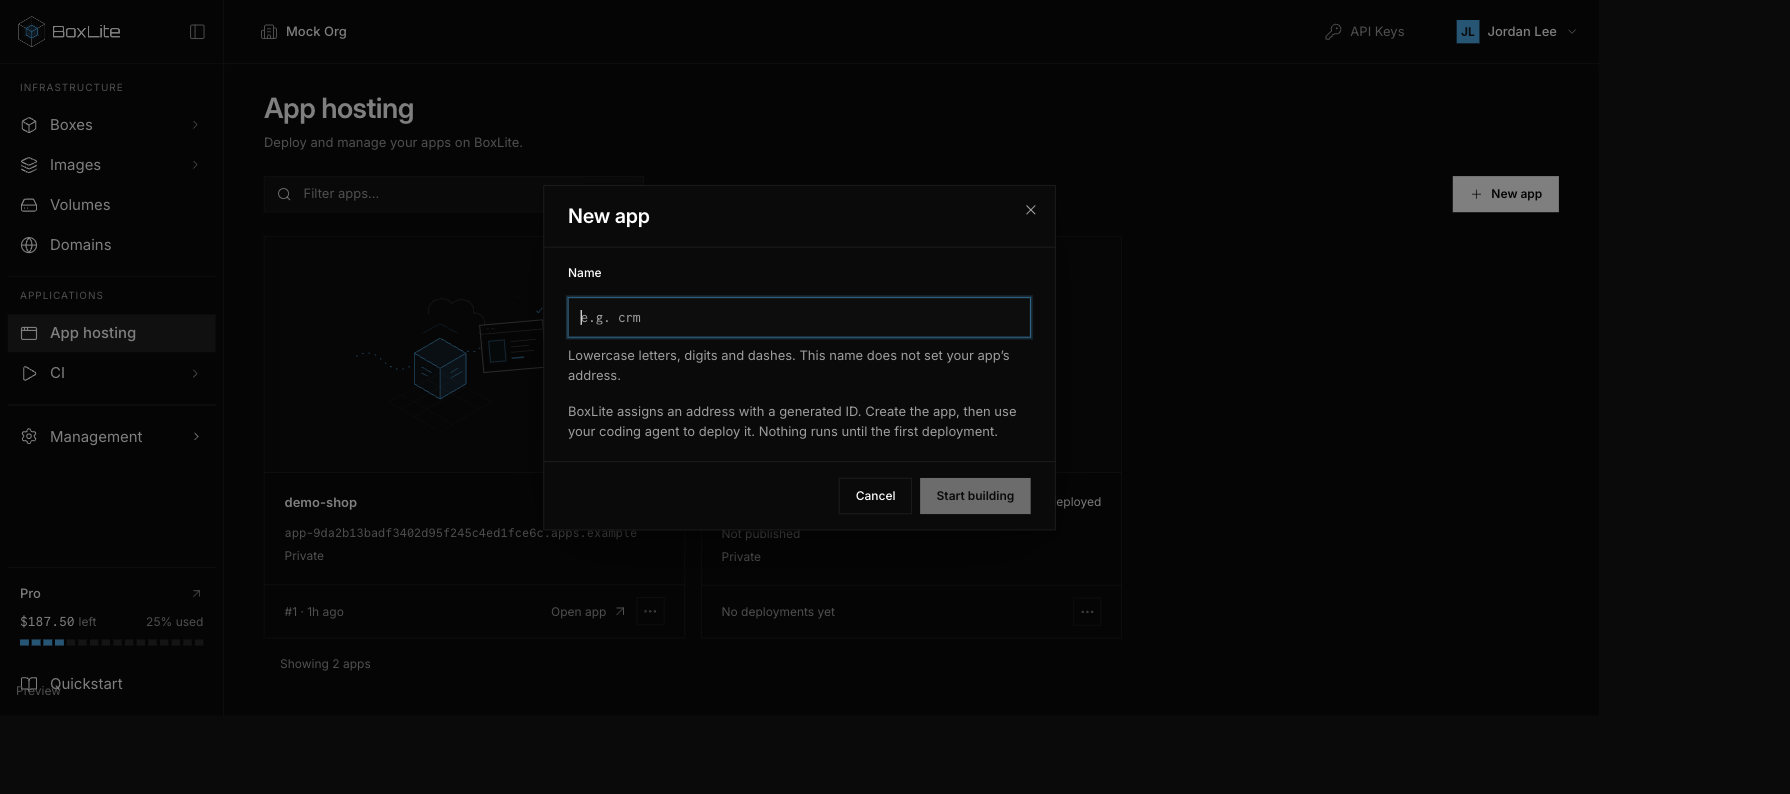 BoxLite
Mock Org
API Keys
JL
Jordan Lee
INFRASTRUCTURE
Boxes
Images
Volumes
Domains
APPLICATIONS
App hosting
CI
Management
Pro
$187.50 left
25% used
Quickstart
Preview
App hosting
Deploy and manage your apps on BoxLite.
Filter apps...
New app
New app
Name
e.g. crm
Lowercase letters, digits and dashes. This name does not set your app’s
address.
BoxLite assigns an address with a generated ID. Create the app, then use
your coding agent to deploy it. Nothing runs until the first deployment.
Cancel
Start building
demo-shop
app-9da2b13badf3402d95f245c4ed1fce6c.apps.example
Private
#1 · 1h ago
Open app
eployed
Not published
Private
No deployments yet
Showing 2 apps